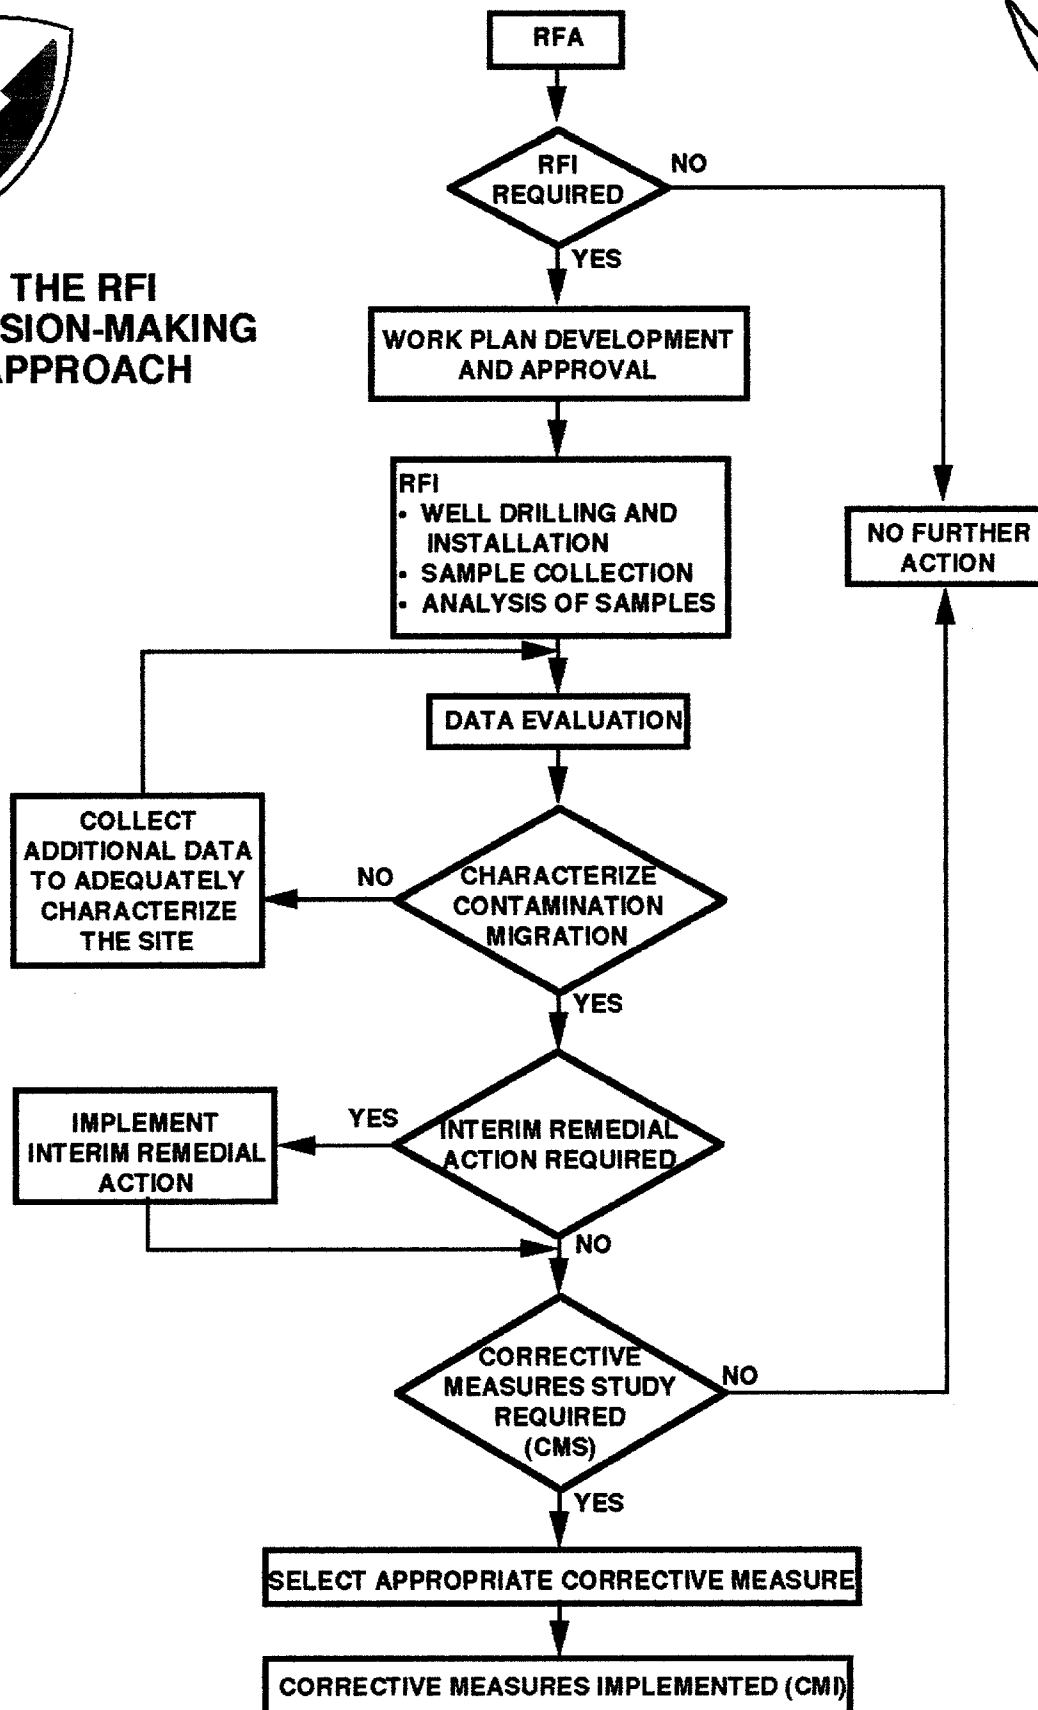 RFA
RFI
REQUIRED
NO
YES
THE RFI
SION-MAKING
APPROACH
WORK PLAN DEVELOPMENT
AND APPROVAL
RFI
• WELL DRILLING AND
INSTALLATION
• SAMPLE COLLECTION
• ANALYSIS OF SAMPLES
NO FURTHER
ACTION
DATA EVALUATION
COLLECT
ADDITIONAL DATA
TO ADEQUATELY
CHARACTERIZE
THE SITE
NO
CHARACTERIZE
CONTAMINATION
MIGRATION
YES
IMPLEMENT
INTERIM REMEDIAL
ACTION
YES
INTERIM REMEDIAL
ACTION REQUIRED
NO
CORRECTIVE
MEASURES STUDY
REQUIRED
(CMS)
NO
YES
SELECT APPROPRIATE CORRECTIVE MEASURE
CORRECTIVE MEASURES IMPLEMENTED (CMI)